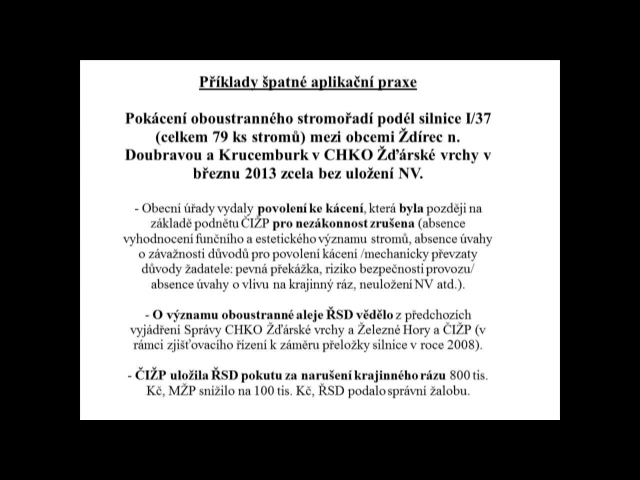 Příklady špatné aplikační praxe
Pokácení oboustranného stromořadí podél silnice I/37
(celkem 79 ks stromů) mezi obcemi Ždírec n.
Doubravou a Krucemburk v CHKO Žďárské vrchy v
březnu 2013 zcela bez uložení NV.
- Obecní úřady vydaly povolení ke kácení, která byla později na
základě podnětu ČIŽP pro nezákonnost zrušena (absence
vyhodnocení funčního a estetického významu stromů, absence úvahy
o závažnosti důvodů pro povolení kácení /mechanicky převzaty
důvody žadatele: pevná překážka, riziko bezpečnosti provozu/
absence úvahy o vlivu na krajinný ráz, neuložení NV atd.).
- O významu oboustranné aleje ŘSD vědělo z předchozích
vyjádření Správy CHKO Žďárské vrchy a Železné Hory a ČIŽP (v
rámci zjišťovacího řízení k záměru přeložky silnice v roce 2008).
- ČIŽP uložila ŘSD pokutu za narušení krajinného rázu 800 tis.
Kč, MŽP snížilo na 100 tis. Kč, ŘSD podalo správní žalobu.